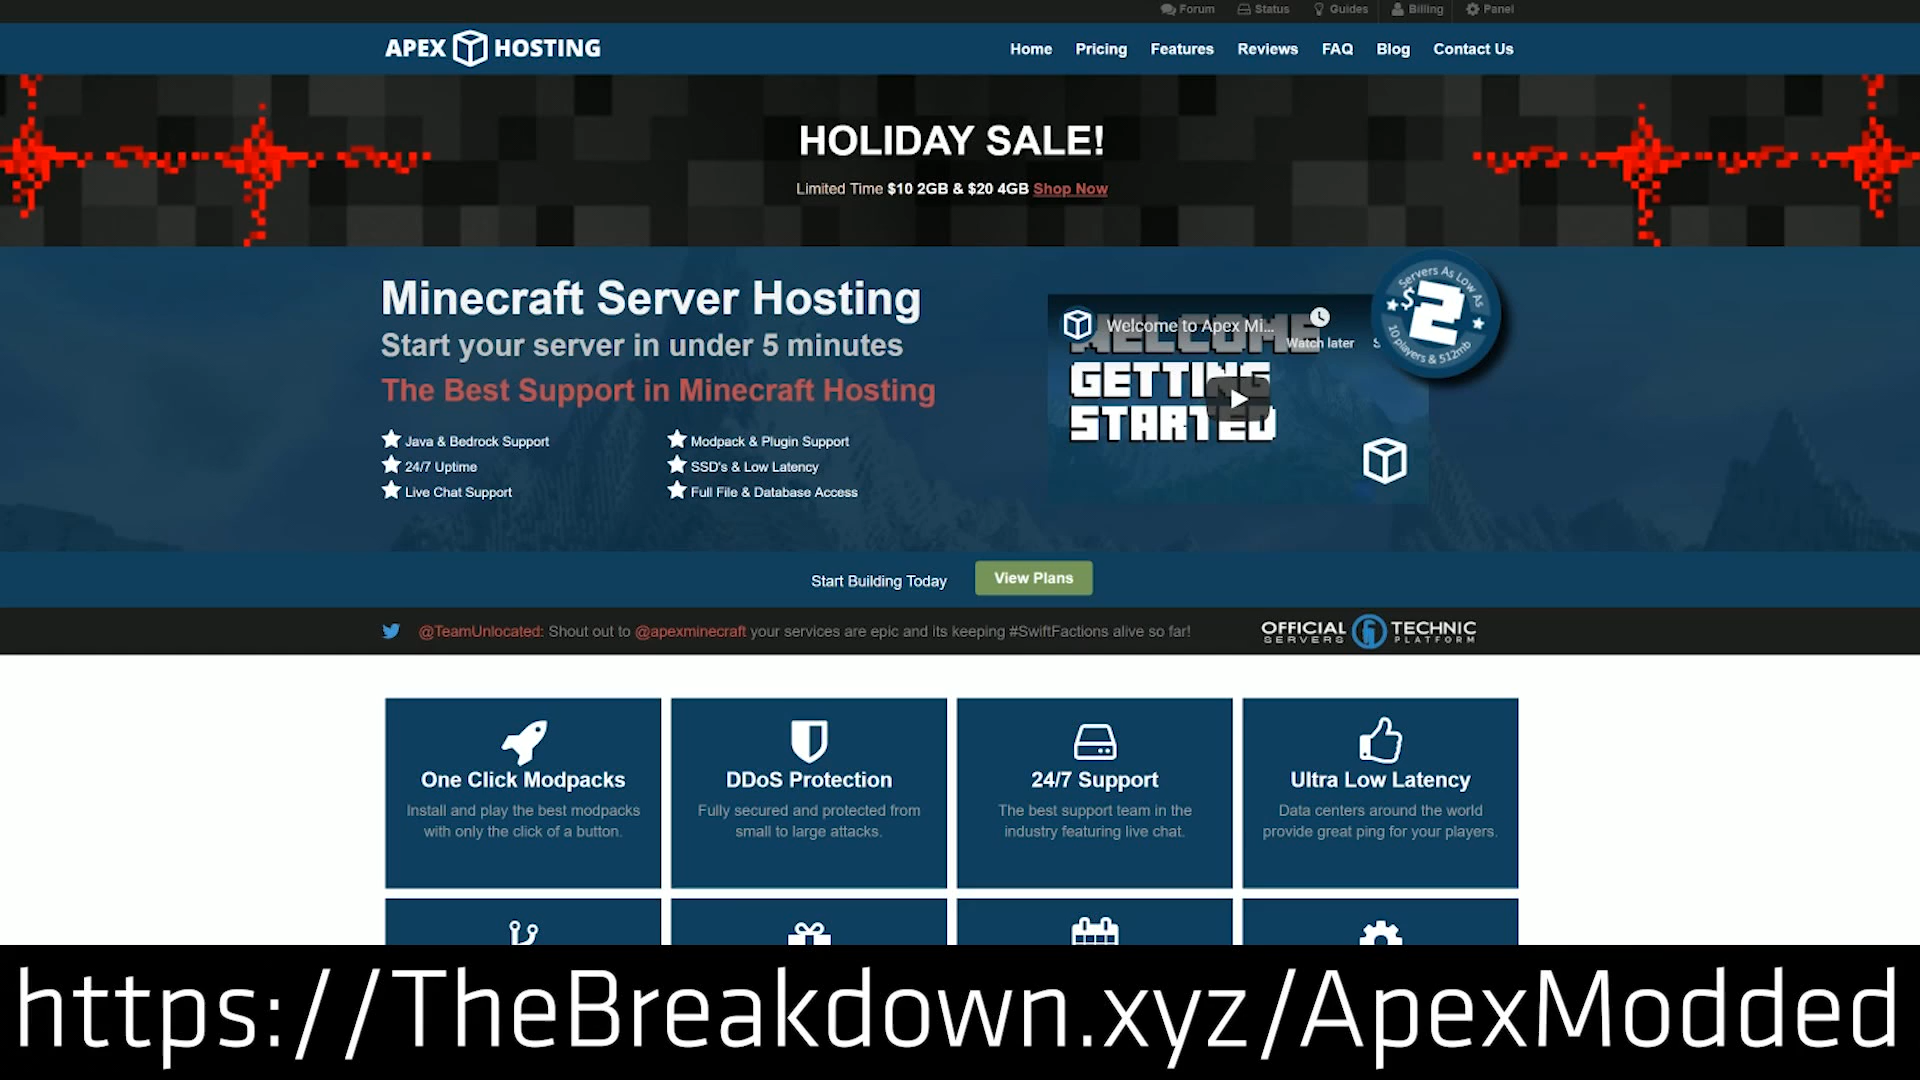 Forum Status Guides Billing Panel
APEX HOSTING
Home Pricing Features Reviews FAQ Blog Contact Us
HOLIDAY SALE!
Limited Time $10 2GB & $20 4GB Shop Now
Minecraft Server Hosting
Start your server in under 5 minutes
The Best Support in Minecraft Hosting
Java & Bedrock Support
Modpack & Plugin Support
24/7 Uptime
SSD's & Low Latency
Live Chat Support
Full File & Database Access
Welcome to Apex Mi...
Watch later
S
WELCOME
GETTING
STARTED
Servers As Low As
$2
10 players & 512mb
Start Building Today
View Plans
@TeamUnlocated: Shout out to @apexminecraft your services are epic and its keeping #SwiftFactions alive so far!
OFFICIAL TECHNIC
SERVERS PLATFORM
One Click Modpacks
Install and play the best modpacks
with only the click of a button.
DDoS Protection
Fully secured and protected from
small to large attacks.
24/7 Support
The best support team in the
industry featuring live chat.
Ultra Low Latency
Data centers around the world
provide great ping for your players.
https://TheBreakdown.xyz/ApexModded